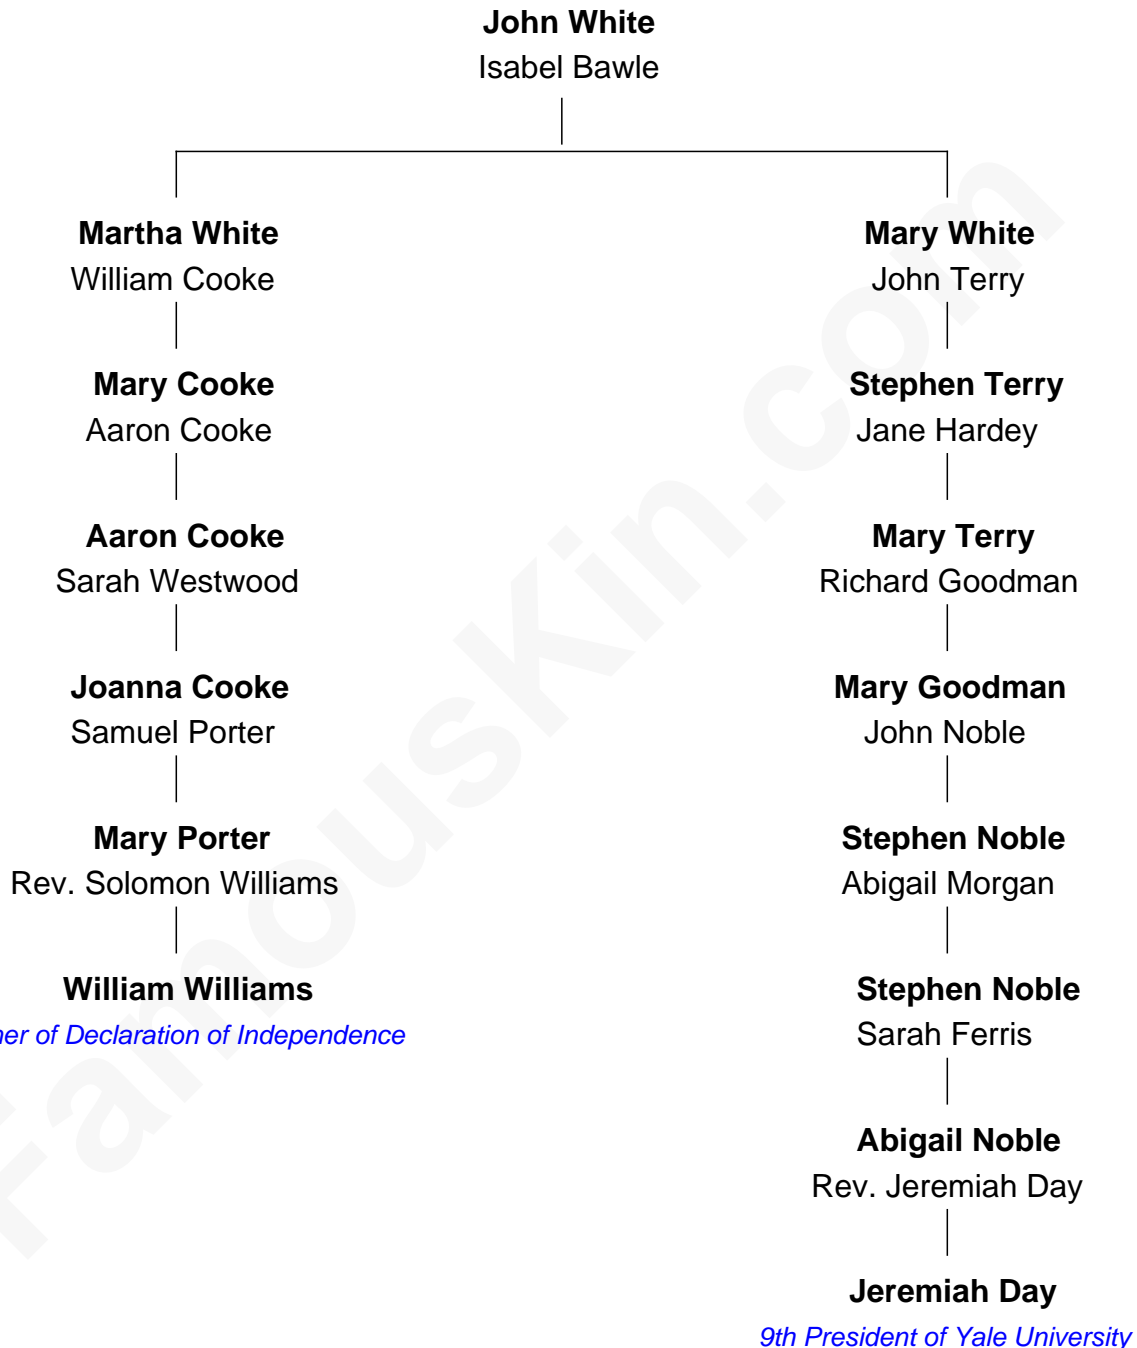 John White
Isabel Bawle
Martha White
William Cooke
Mary Cooke
Aaron Cooke
Aaron Cooke
Sarah Westwood
Joanna Cooke
Samuel Porter
Mary Porter
Rev. Solomon Williams
William Williams
of Declaration of Independence
Mary White
John Terry
Stephen Terry
Jane Hardey
Mary Terry
Richard Goodman
Mary Goodman
John Noble
Stephen Noble
Abigail Morgan
Stephen Noble
Sarah Ferris
Abigail Noble
Rev. Jeremiah Day
Jeremiah Day
9th President of Yale University
FamousKin.com